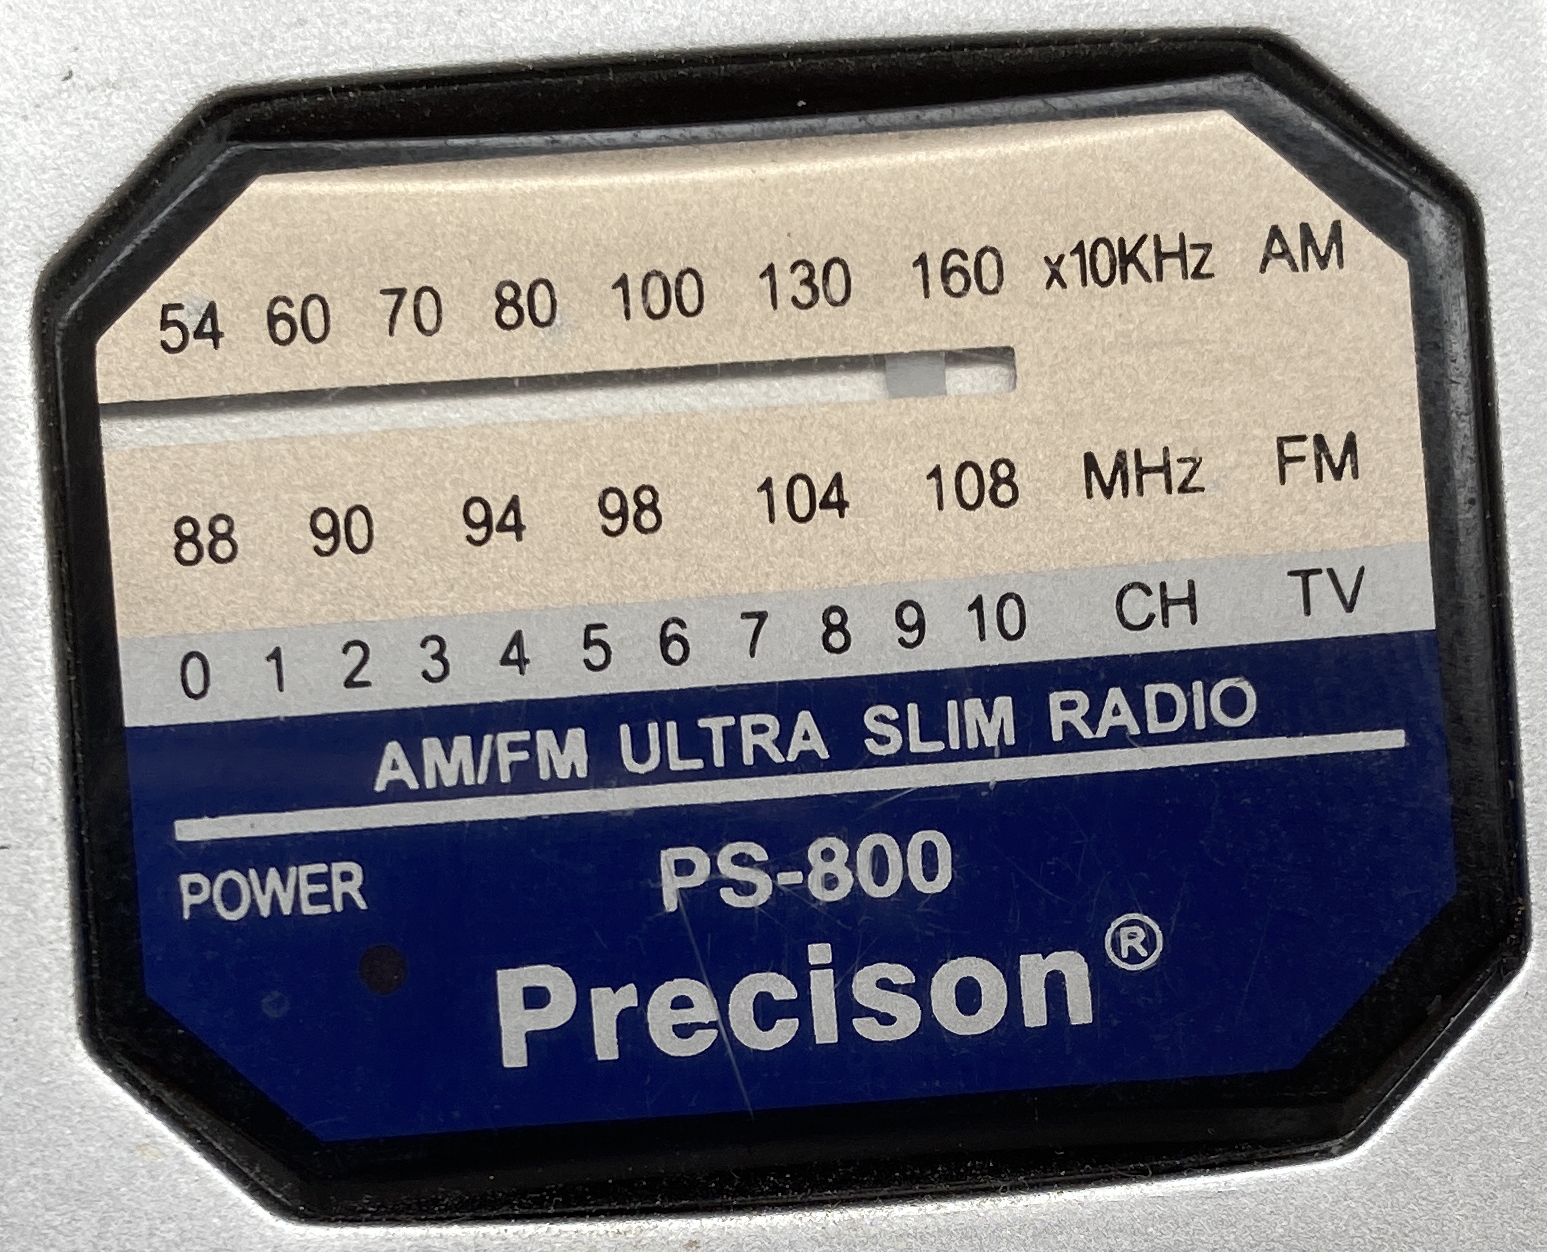 54 60 70 80 100 130 160 x10KHz AM
88 90 94 98 104 108 MHz FM
0 1 2 3 4 5 6 7 8 9 10 CH TV
AM/FM ULTRA SLIM RADIO
POWER PS-800
Precison®